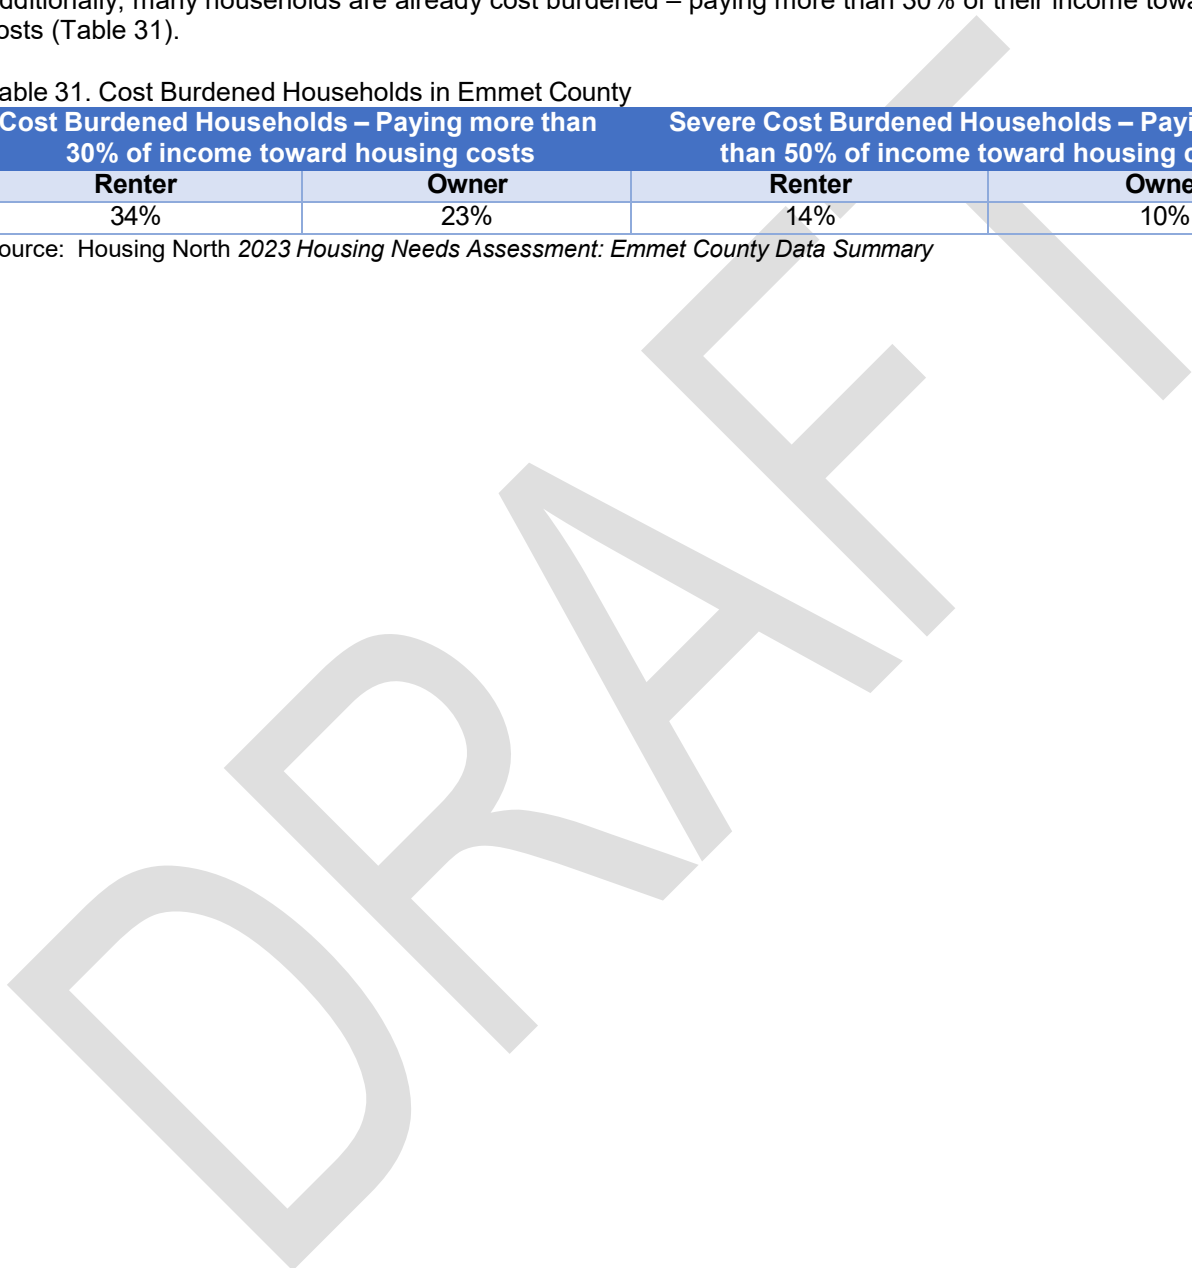 dditionally, many households are already cost burdened – paying more than 30% of their income towa
osts (Table 31).
able 31. Cost Burdened Households in Emmet County
Cost Burdened Households – Paying more than
30% of income toward housing costs
Severe Cost Burdened Households – Payi
than 50% of income toward housing c
Renter Owner Renter Owne
34% 23% 14% 10%
ource:  Housing North 2023 Housing Needs Assessment: Emmet County Data Summary
DRAFT